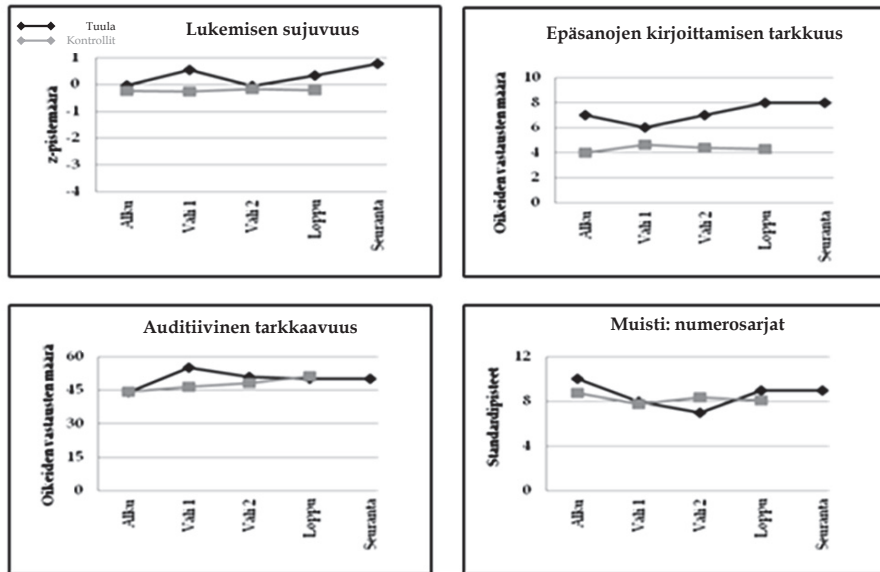 Tuula
Kontrollit
Lukemisen sujuvuus
z-pistemäärä
1
0
-1
-2
-3
-4
Alku
Väli 1
Väli 2
Loppu
Seuranta
Epäsanojen kirjoittamisen tarkkuus
Oikeiden vastausten määrä
10
8
6
4
2
0
Alku
Väli 1
Väli 2
Loppu
Seuranta
Auditiivinen tarkkaavuus
Oikeiden vastausten määrä
60
45
30
15
0
Alku
Väli 1
Väli 2
Loppu
Seuranta
Muisti: numerosarjat
Standardipisteet
12
8
4
0
Alku
Väli 1
Väli 2
Loppu
Seuranta